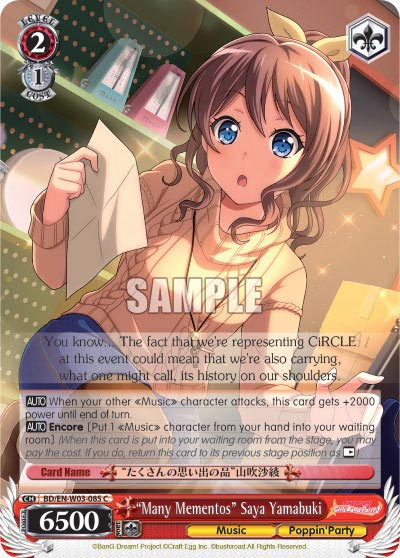 LEVEL
2
1
COST
SAMPLE
You know... The fact that we're representing CiRCLE
at this event could mean that we're also carrying,
what one might call, its history on our shoulders.
AUTO When your other «Music» character attacks, this card gets +2000
power until end of turn.
AUTO Encore [Put 1 «Music» character from your hand into your waiting
room] (When this card is put into your waiting room from the stage, you may
pay the cost. If you do, return this card to its previous stage position as REST)
Card Name
"たくさんの思い出の品"山吹沙綾
CH BD/EN-W03-085 C
POWER
6500
"Many Mementos" Saya Yamabuki
Music
Poppin'Party
©BanG Dream! Project ©Craft Egg Inc. ©bushiroad All Rights Reserved.